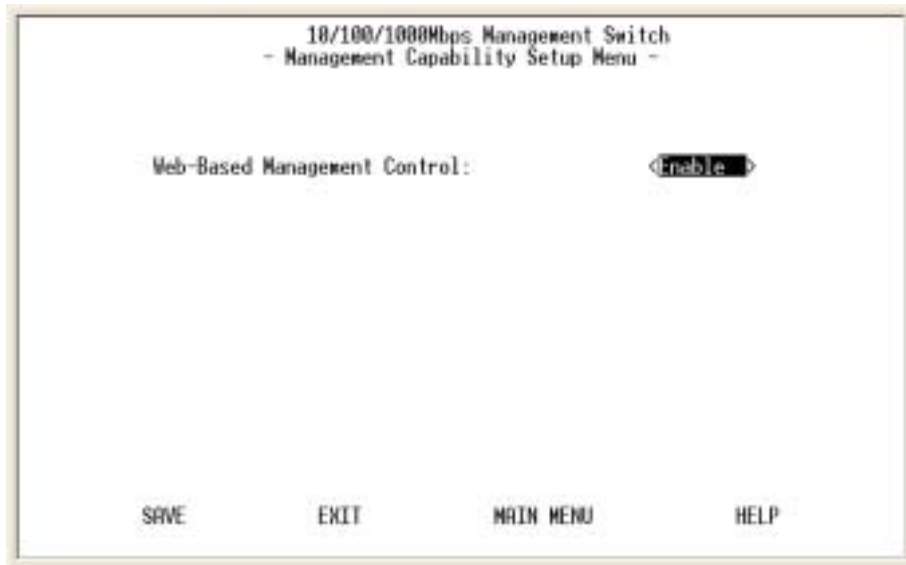 10/100/1000Mbps Management Switch
- Management Capability Setup Menu -
Web-Based Management Control: <Enable >
SAVE EXIT MAIN MENU HELP